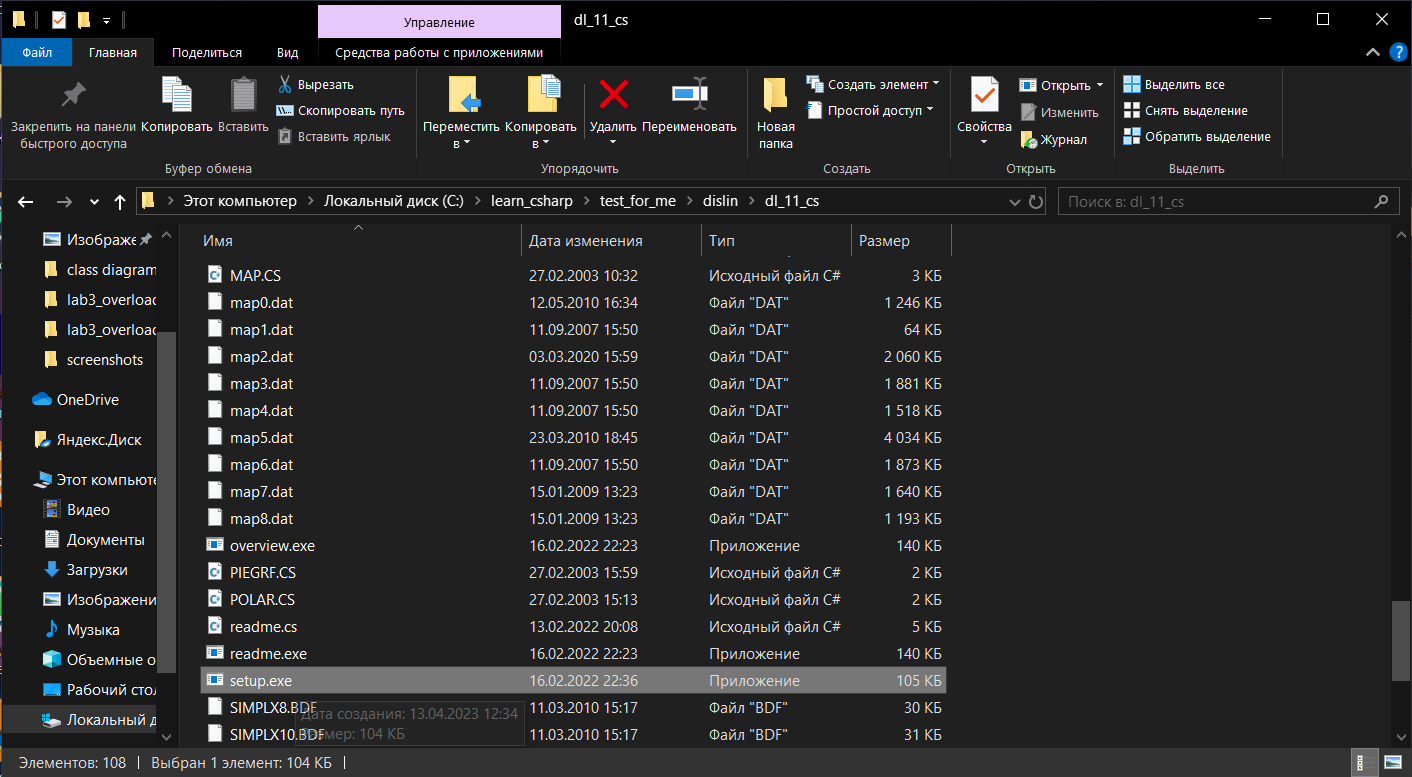 Управление
dl_11_cs
Файл
Главная
Поделиться
Вид
Средства работы с приложениями
Закрепить на панели
быстрого доступа
Копировать
Вставить
Вырезать
Скопировать путь
Вставить ярлык
Буфер обмена
Переместить
в
Копировать
в
Удалить
Переименовать
Упорядочить
Новая
папка
Создать элемент
Простой доступ
Создать
Свойства
Открыть
Изменить
Журнал
Открыть
Выделить все
Снять выделение
Обратить выделение
Выделить
Этот компьютер > Локальный диск (C:) > learn_csharp > test_for_me > dislin > dl_11_cs
Поиск в: dl_11_cs
Изображе
class diagram
lab3_overload
lab3_overload
screenshots
OneDrive
Яндекс.Диск
Этот компьюте
Видео
Документы
Загрузки
Изображени
Музыка
Объемные о
Рабочий стол
Локальный д
Имя Дата изменения Тип Размер
MAP.CS 27.02.2003 10:32 Исходный файл C# 3 КБ
map0.dat 12.05.2010 16:34 Файл "DAT" 1 246 КБ
map1.dat 11.09.2007 15:50 Файл "DAT" 64 КБ
map2.dat 03.03.2020 15:59 Файл "DAT" 2 060 КБ
map3.dat 11.09.2007 15:50 Файл "DAT" 1 881 КБ
map4.dat 11.09.2007 15:50 Файл "DAT" 1 518 КБ
map5.dat 23.03.2010 18:45 Файл "DAT" 4 034 КБ
map6.dat 11.09.2007 15:50 Файл "DAT" 1 873 КБ
map7.dat 15.01.2009 13:23 Файл "DAT" 1 640 КБ
map8.dat 15.01.2009 13:23 Файл "DAT" 1 193 КБ
overview.exe 16.02.2022 22:23 Приложение 140 КБ
PIEGRF.CS 27.02.2003 15:59 Исходный файл C# 2 КБ
POLAR.CS 27.02.2003 15:13 Исходный файл C# 2 КБ
readme.cs 13.02.2022 20:08 Исходный файл C# 5 КБ
readme.exe 16.02.2022 22:23 Приложение 140 КБ
setup.exe 16.02.2022 22:36 Приложение 105 КБ
SIMPLX8.BDF 11.03.2010 15:17 Файл "BDF" 30 КБ
Дата создания: 13.04.2023 12:34
SIMPLX10.BDF 11.03.2010 15:17 Файл "BDF" 31 КБ
104 КБ
Элементов: 108 | Выбран 1 элемент: 104 КБ |